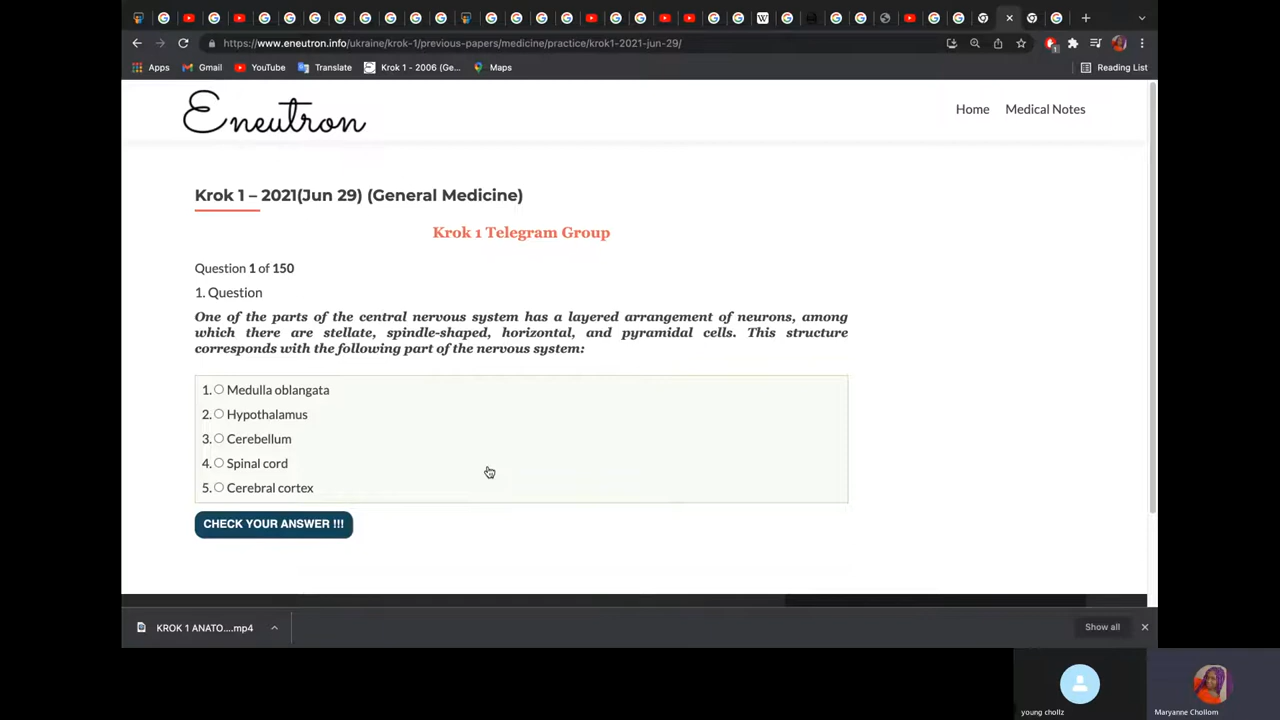 https://www.eneutron.info/ukraine/krok-1/previous-papers/medicine/practice/krok1-2021-jun-29/
Apps Gmail YouTube Translate Krok 1 - 2006 (Ge... Maps Reading List
Eneutron
Home Medical Notes
Krok 1 – 2021(Jun 29) (General Medicine)
Krok 1 Telegram Group
Question 1 of 150
1. Question
One of the parts of the central nervous system has a layered arrangement of neurons, among
which there are stellate, spindle-shaped, horizontal, and pyramidal cells. This structure
corresponds with the following part of the nervous system:
1. Medulla oblangata
2. Hypothalamus
3. Cerebellum
4. Spinal cord
5. Cerebral cortex
CHECK YOUR ANSWER !!!
KROK 1 ANATO....mp4
Show all
young chollz
Maryanne Chollom